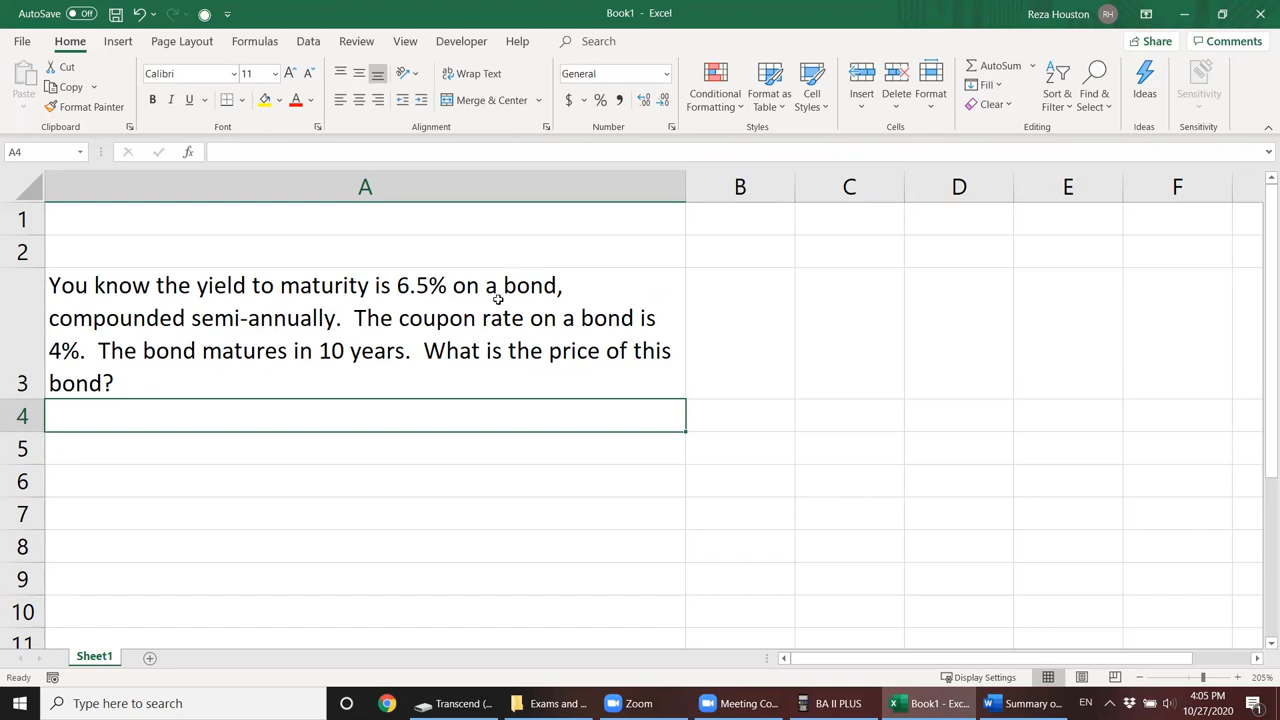 AutoSave Off Book1 - Excel Reza Houston RH
File Home Insert Page Layout Formulas Data Review View Developer Help Search Share Comments
Paste Cut Copy Format Painter Clipboard
Calibri 11 B I U Font
Wrap Text Merge & Center Alignment
General $ % Number
Conditional Formatting Format as Table Cell Styles Styles
Insert Delete Format Cells
AutoSum Fill Clear Sort & Filter Find & Select Editing
Ideas Ideas
Sensitivity Sensitivity
A4 fx
A B C D E F
1
2
You know the yield to maturity is 6.5% on a bond,
compounded semi-annually. The coupon rate on a bond is
4%. The bond matures in 10 years. What is the price of this
3 bond?
4
5
6
7
8
9
10
11
Sheet1
Ready Display Settings 205%
Type here to search Transcend ( Exams and ... Zoom Meeting Co... BA II PLUS Book1 - Exc... Summary o... EN 4:05 PM
10/27/2020 1